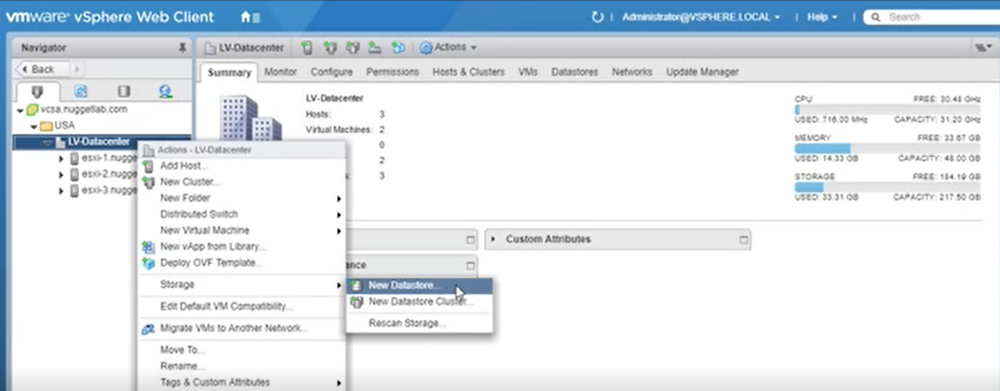 vmware® vSphere Web Client
Administrator@VSPHERE.LOCAL
Help
Search
Navigator
Back
vcsa.nuggetlab.com
USA
LV-Datacenter
esxi-1.nugge
esxi-2.nugge
esxi-3.nugge
LV-Datacenter
Actions
Summary
Monitor
Configure
Permissions
Hosts & Clusters
VMs
Datastores
Networks
Update Manager
LV-Datacenter
Hosts: 3
Virtual Machines: 2
0
2
s: 3
CPU FREE: 30.48 GHz
USED: 716.00 MHz CAPACITY: 31.20 GHz
MEMORY FREE: 33.67 GB
USED: 14.33 GB CAPACITY: 48.00 GB
STORAGE FREE: 184.19 GB
USED: 33.31 GB CAPACITY: 217.50 GB
Custom Attributes
ance
Actions - LV-Datacenter
Add Host...
New Cluster...
New Folder
Distributed Switch
New Virtual Machine
New vApp from Library...
Deploy OVF Template...
Storage
Edit Default VM Compatibility...
Migrate VMs to Another Network...
Move To...
Rename...
Tags & Custom Attributes
New Datastore...
New Datastore Cluster...
Rescan Storage...